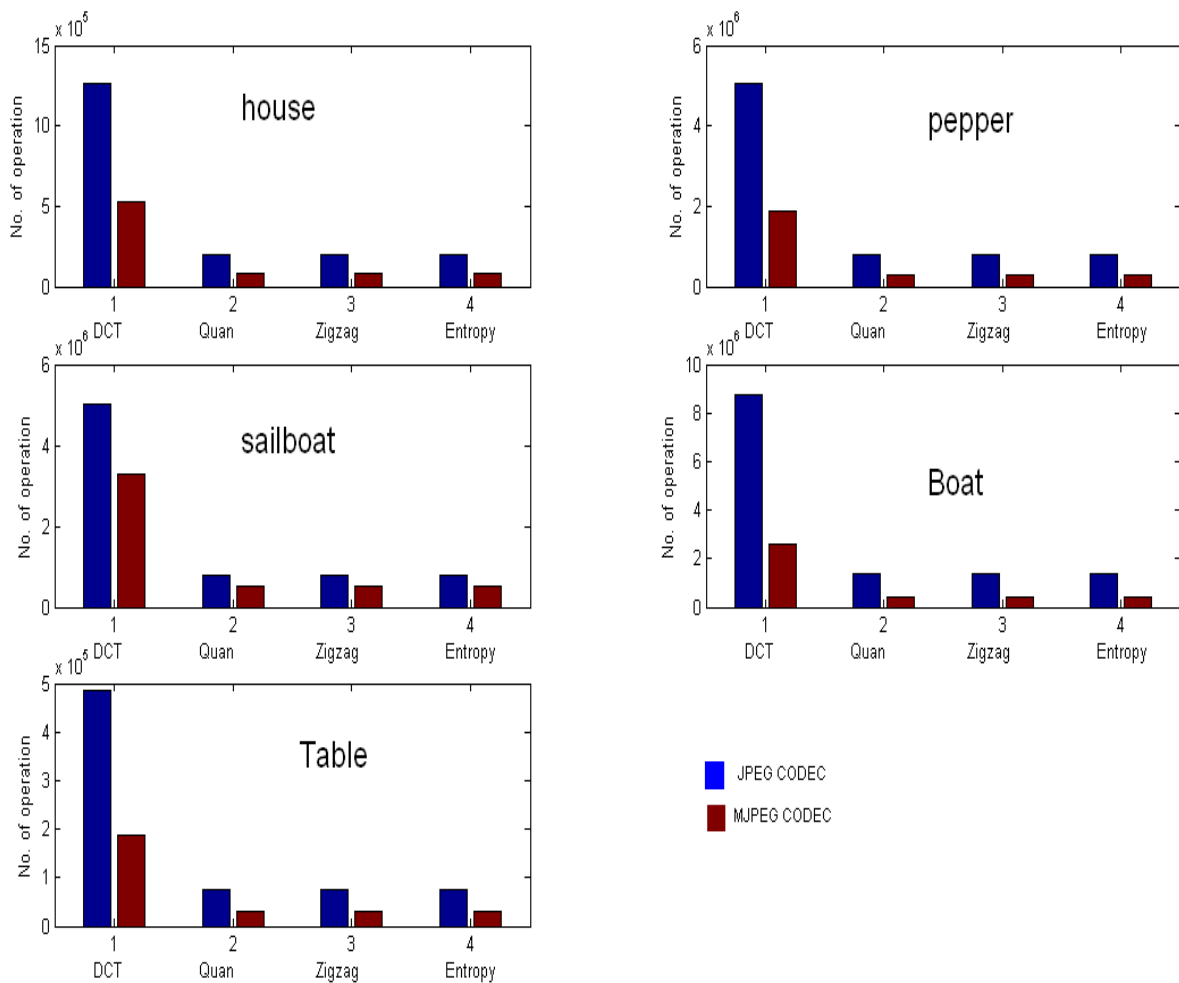 x 10^5
15
10
5
0
No. of operation
house
1 2 3 4
DCT Quan Zigzag Entropy
x 10^6
6
4
2
0
No. of operation
pepper
1 2 3 4
DCT Quan Zigzag Entropy
x 10^6
6
4
2
0
No. of operation
sailboat
1 2 3 4
DCT Quan Zigzag Entropy
x 10^6
10
8
6
4
2
0
No. of operation
Boat
1 2 3 4
DCT Quan Zigzag Entropy
x 10^5
5
4
3
2
1
0
No. of operation
Table
1 2 3 4
DCT Quan Zigzag Entropy
JPEG CODEC
MJPEG CODEC